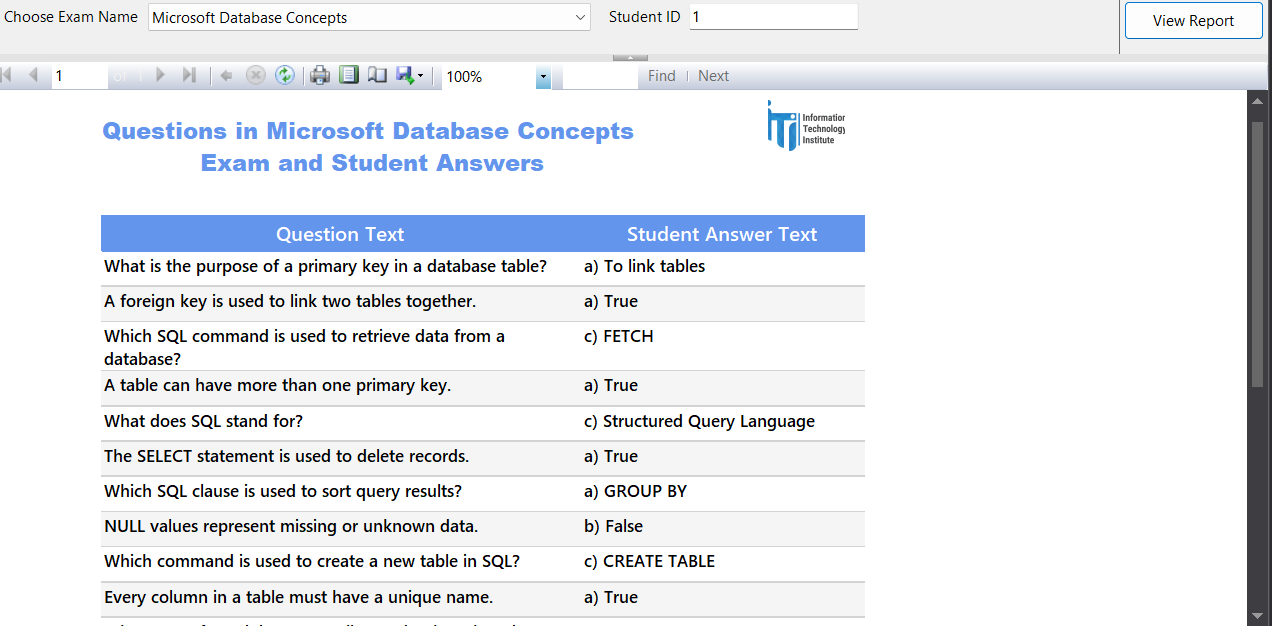 Choose Exam Name Microsoft Database Concepts Student ID 1 View Report
1 of 100% Find | Next
Questions in Microsoft Database Concepts
Exam and Student Answers
Information
Technology
Institute
Question Text Student Answer Text
What is the purpose of a primary key in a database table? a) To link tables
A foreign key is used to link two tables together. a) True
Which SQL command is used to retrieve data from a c) FETCH
database?
A table can have more than one primary key. a) True
What does SQL stand for? c) Structured Query Language
The SELECT statement is used to delete records. a) True
Which SQL clause is used to sort query results? a) GROUP BY
NULL values represent missing or unknown data. b) False
Which command is used to create a new table in SQL? c) CREATE TABLE
Every column in a table must have a unique name. a) True